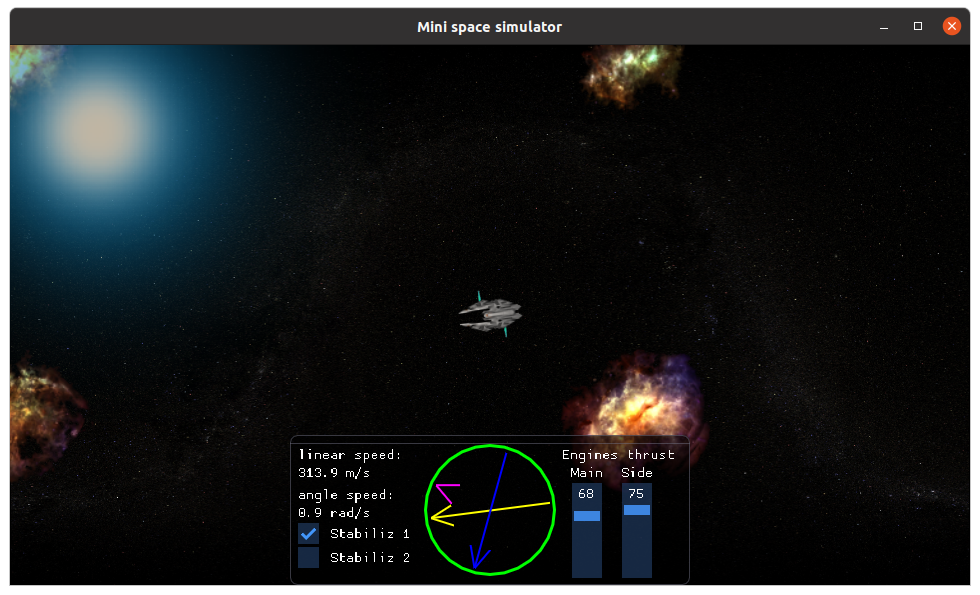 Mini space simulator
linear speed:
313.9 m/s
angle speed:
0.9 rad/s
Stabiliz 1
Stabiliz 2
Engines thrust
Main Side
68 75